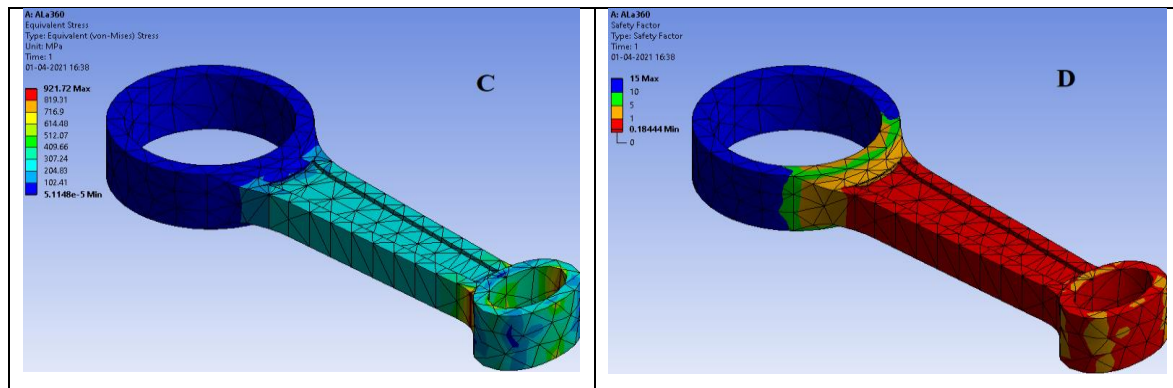 A: ALa360
Equivalent Stress
Type: Equivalent (von-Mises) Stress
Unit: MPa
Time: 1
01-04-2021 16:38
921.72 Max
819.31
716.9
614.48
512.07
409.66
307.24
204.83
102.41
5.1148e-5 Min
C
A: ALa360
Safety Factor
Type: Safety Factor
Time: 1
01-04-2021 16:38
15 Max
10
5
1
0.18444 Min
0
D